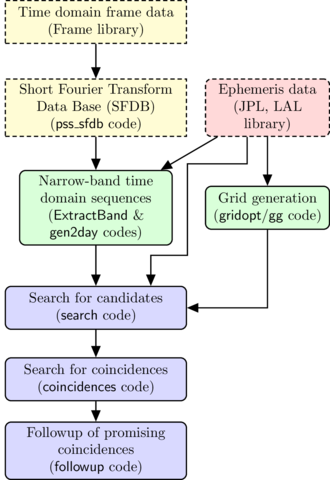 Time domain frame data
(Frame library)
Short Fourier Transform
Data Base (SFDB)
(pss_sfdb code)
Ephemeris data
(JPL, LAL
library)
Narrow-band time
domain sequences
(ExtractBand &
gen2day codes)
Grid generation
(gridopt/gg code)
Search for candidates
(search code)
Search for coincidences
(coincidences code)
Followup of promising
coincidences
(followup code)